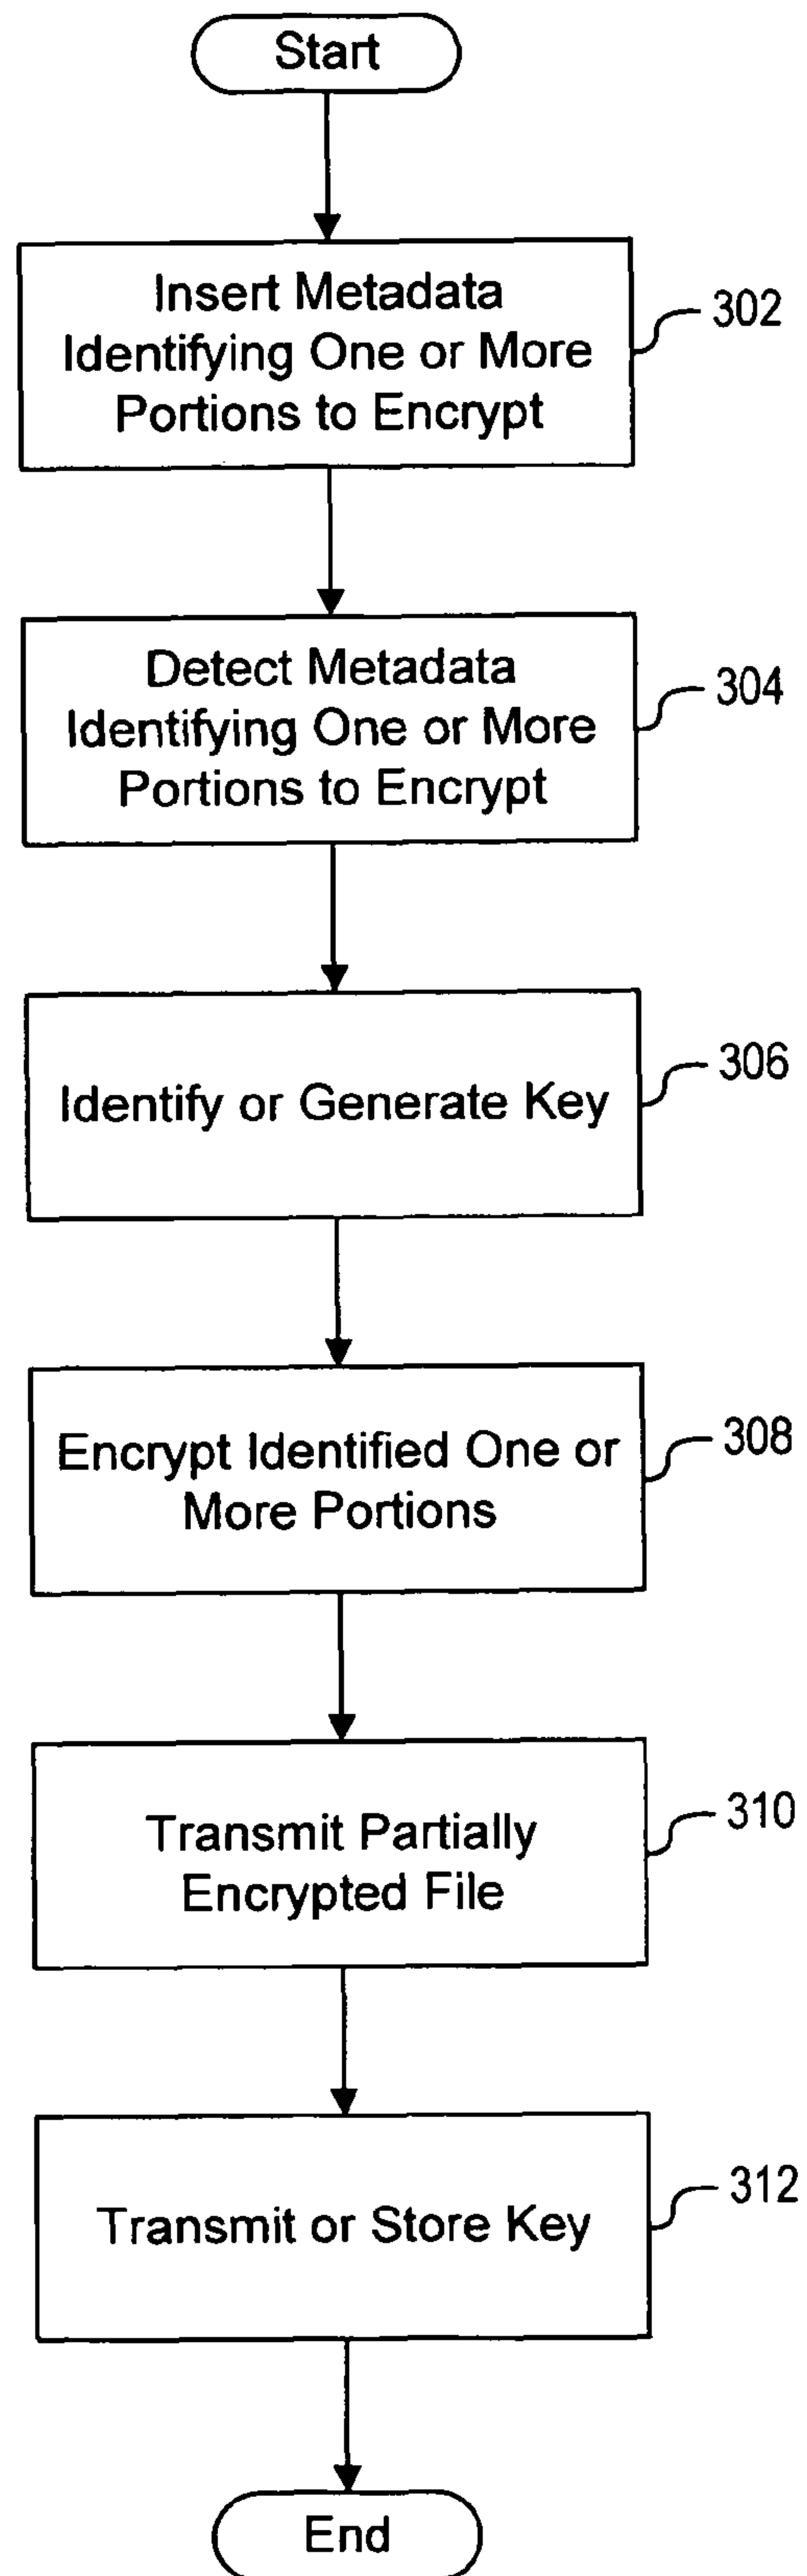 Start
Insert Metadata
Identifying One or More
Portions to Encrypt
302
Detect Metadata
Identifying One or More
Portions to Encrypt
304
Identify or Generate Key
306
Encrypt Identified One or
More Portions
308
Transmit Partially
Encrypted File
310
Transmit or Store Key
312
End